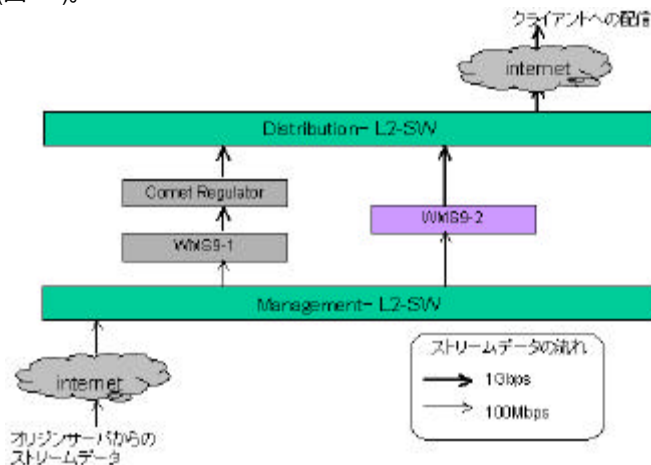 クライアントへの配信
internet
Distribution- L2-SW
Comet Regulator
WMS9-1
WMS9-2
Management- L2-SW
internet
オリジンサーバからの
ストリームデータ
ストリームデータの流れ
1Gbps
100Mbps